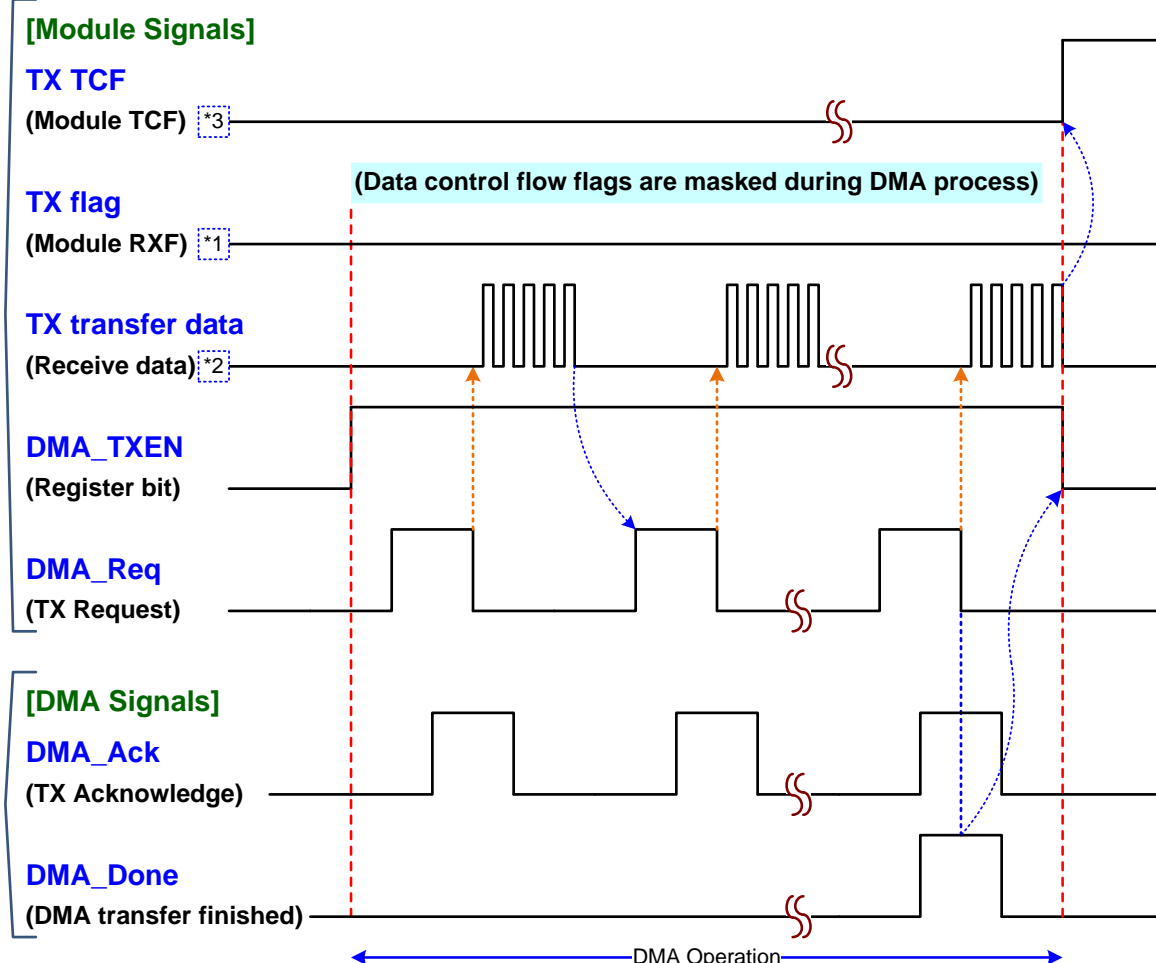 [Module Signals]
TX TCF
(Module TCF) *3
(Data control flow flags are masked during DMA process)
TX flag
(Module RXF) *1
TX transfer data
(Receive data) *2
DMA_TXEN
(Register bit)
DMA_Req
(TX Request)
[DMA Signals]
DMA_Ack
(TX Acknowledge)
DMA_Done
(DMA transfer finished)
DMA Operation